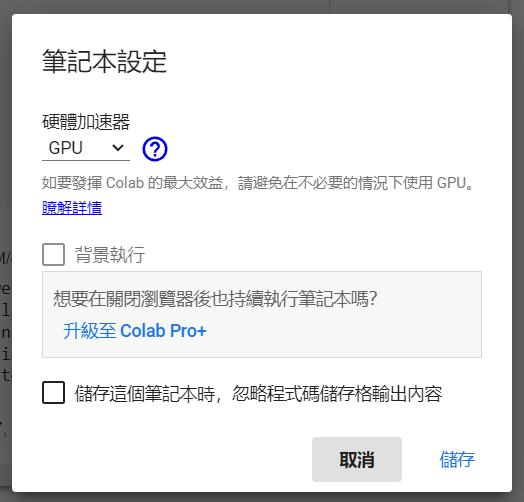 筆記本設定
硬體加速器
GPU
如要發揮 Colab 的最大效益，請避免在不必要的情況下使用 GPU。
瞭解詳情
背景執行
想要在關閉瀏覽器後也持續執行筆記本嗎？
升級至 Colab Pro+
儲存這個筆記本時，忽略程式碼儲存格輸出內容
取消
儲存